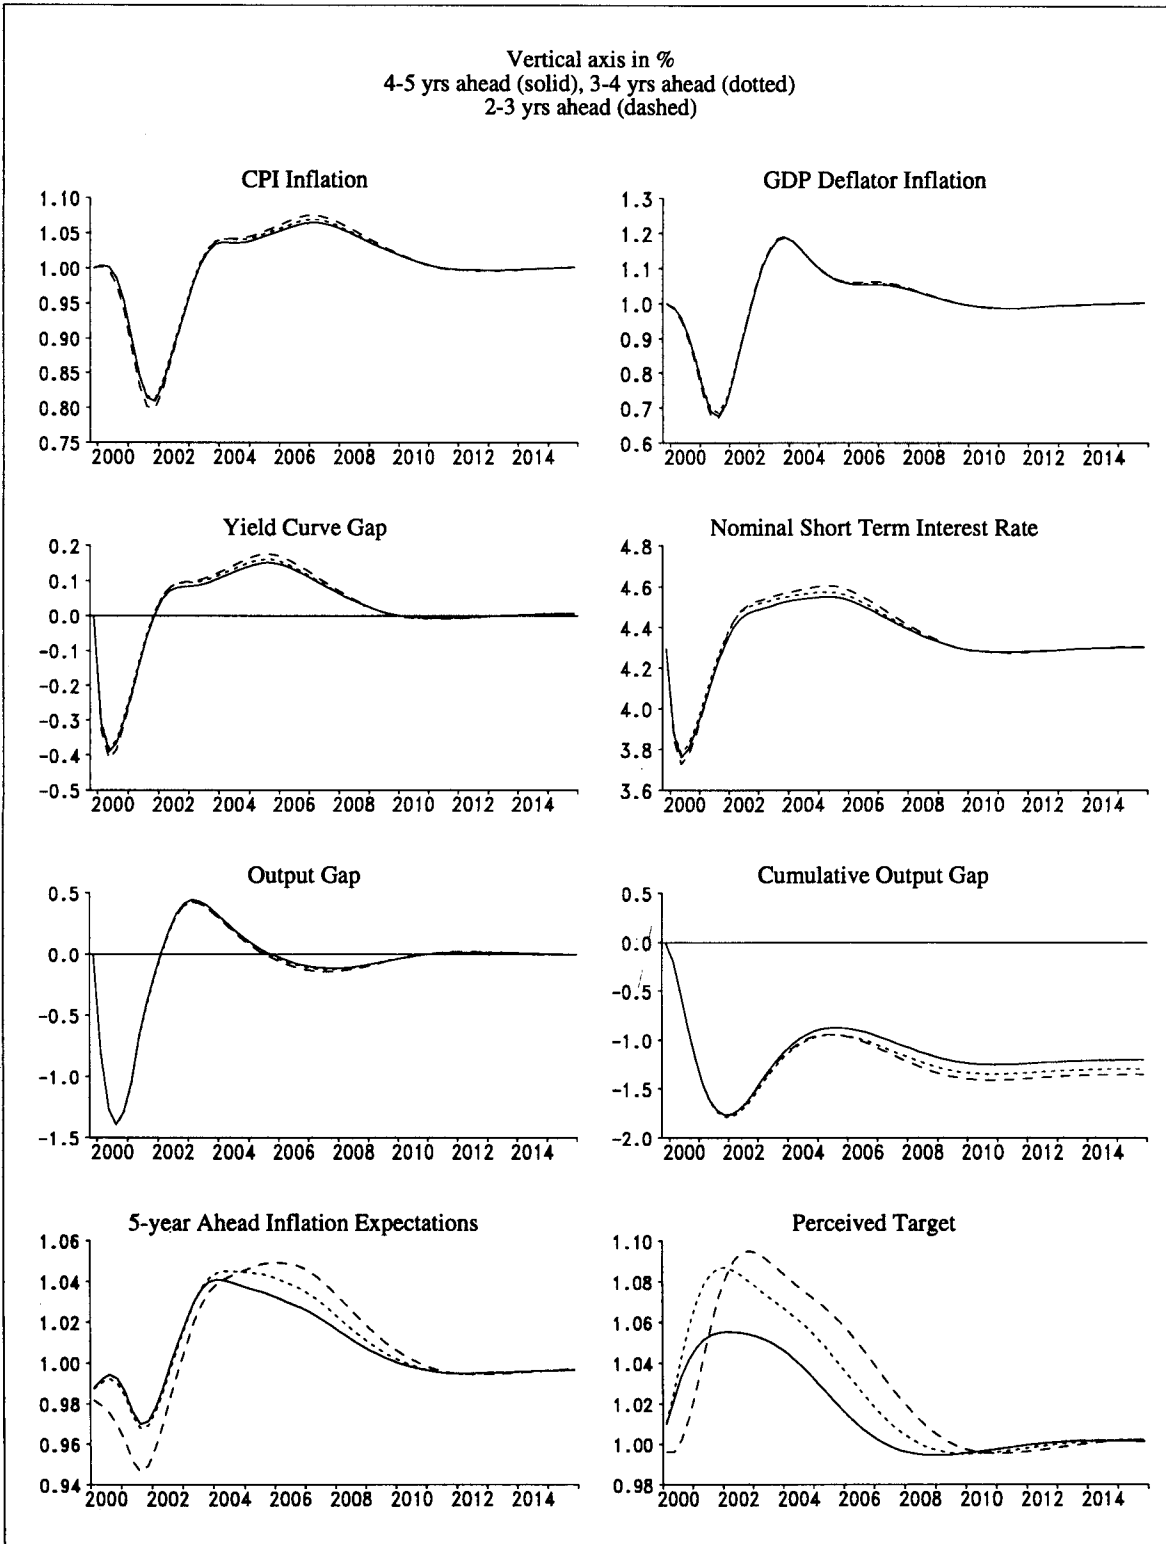 Vertical axis in %
4-5 yrs ahead (solid), 3-4 yrs ahead (dotted)
2-3 yrs ahead (dashed)
CPI Inflation
1.10
1.05
1.00
0.95
0.90
0.85
0.80
0.75
2000 2002 2004 2006 2008 2010 2012 2014
GDP Deflator Inflation
1.3
1.2
1.1
1.0
0.9
0.8
0.7
0.6
2000 2002 2004 2006 2008 2010 2012 2014
Yield Curve Gap
0.2
0.1
0.0
-0.1
-0.2
-0.3
-0.4
-0.5
2000 2002 2004 2006 2008 2010 2012 2014
Nominal Short Term Interest Rate
4.8
4.6
4.4
4.2
4.0
3.8
3.6
2000 2002 2004 2006 2008 2010 2012 2014
Output Gap
0.5
0.0
-0.5
-1.0
-1.5
2000 2002 2004 2006 2008 2010 2012 2014
Cumulative Output Gap
0.5
0.0
-0.5
-1.0
-1.5
-2.0
2000 2002 2004 2006 2008 2010 2012 2014
5-year Ahead Inflation Expectations
1.06
1.04
1.02
1.00
0.98
0.96
0.94
2000 2002 2004 2006 2008 2010 2012 2014
Perceived Target
1.10
1.08
1.06
1.04
1.02
1.00
0.98
2000 2002 2004 2006 2008 2010 2012 2014